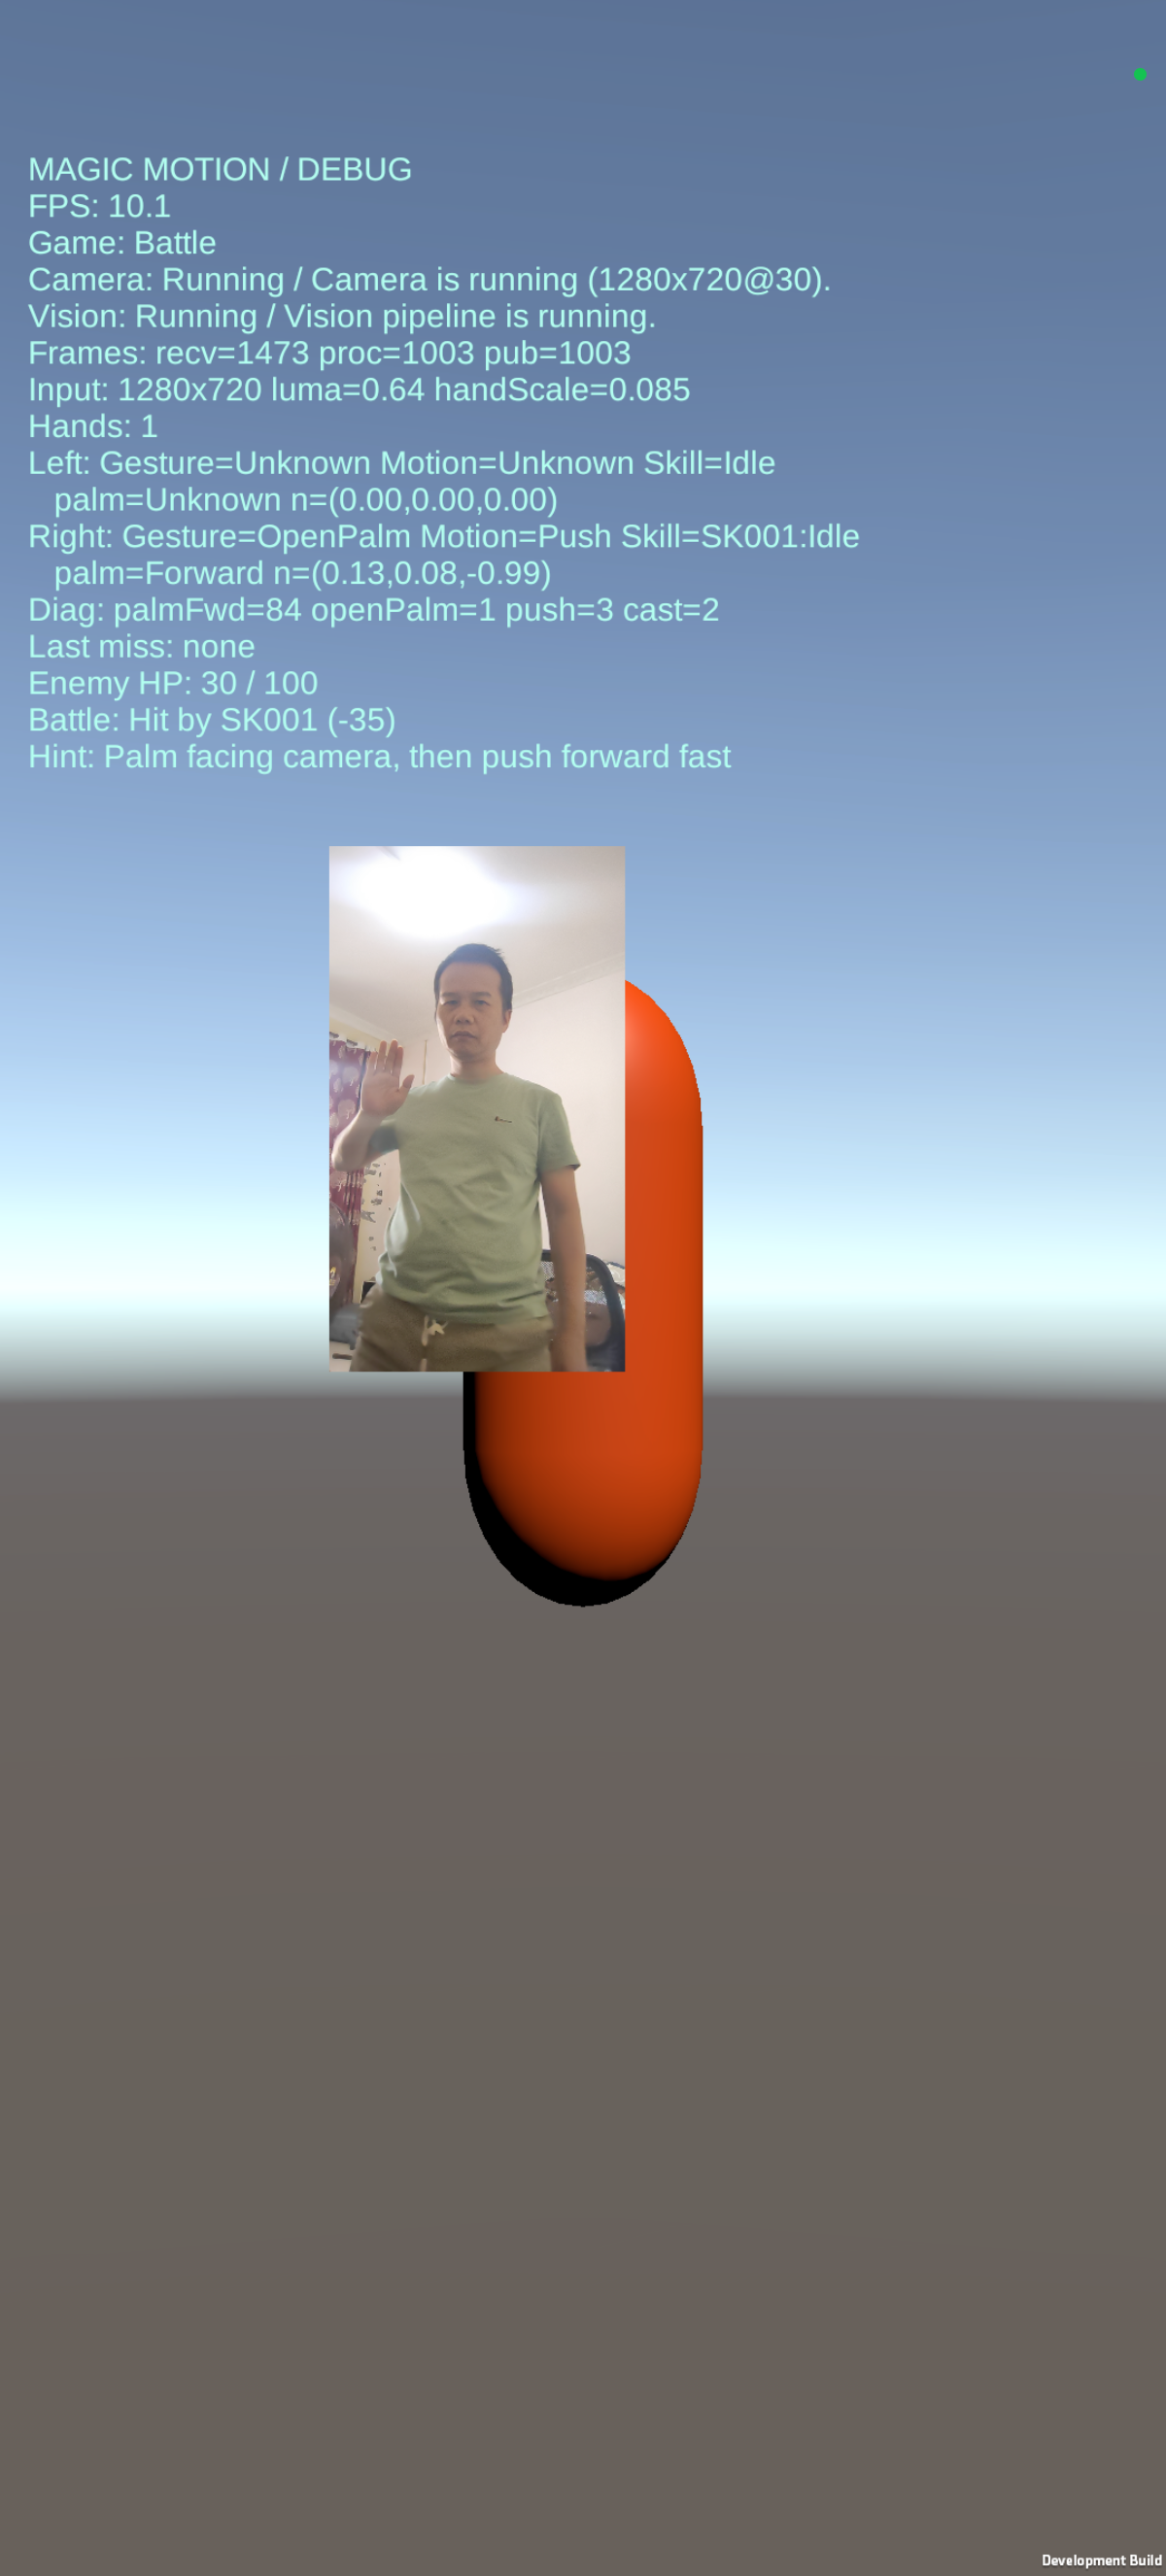 MAGIC MOTION / DEBUG
FPS: 10.1
Game: Battle
Camera: Running / Camera is running (1280x720@30).
Vision: Running / Vision pipeline is running.
Frames: recv=1473 proc=1003 pub=1003
Input: 1280x720 luma=0.64 handScale=0.085
Hands: 1
Left: Gesture=Unknown Motion=Unknown Skill=Idle
palm=Unknown n=(0.00,0.00,0.00)
Right: Gesture=OpenPalm Motion=Push Skill=SK001:Idle
palm=Forward n=(0.13,0.08,-0.99)
Diag: palmFwd=84 openPalm=1 push=3 cast=2
Last miss: none
Enemy HP: 30 / 100
Battle: Hit by SK001 (-35)
Hint: Palm facing camera, then push forward fast
Development Build